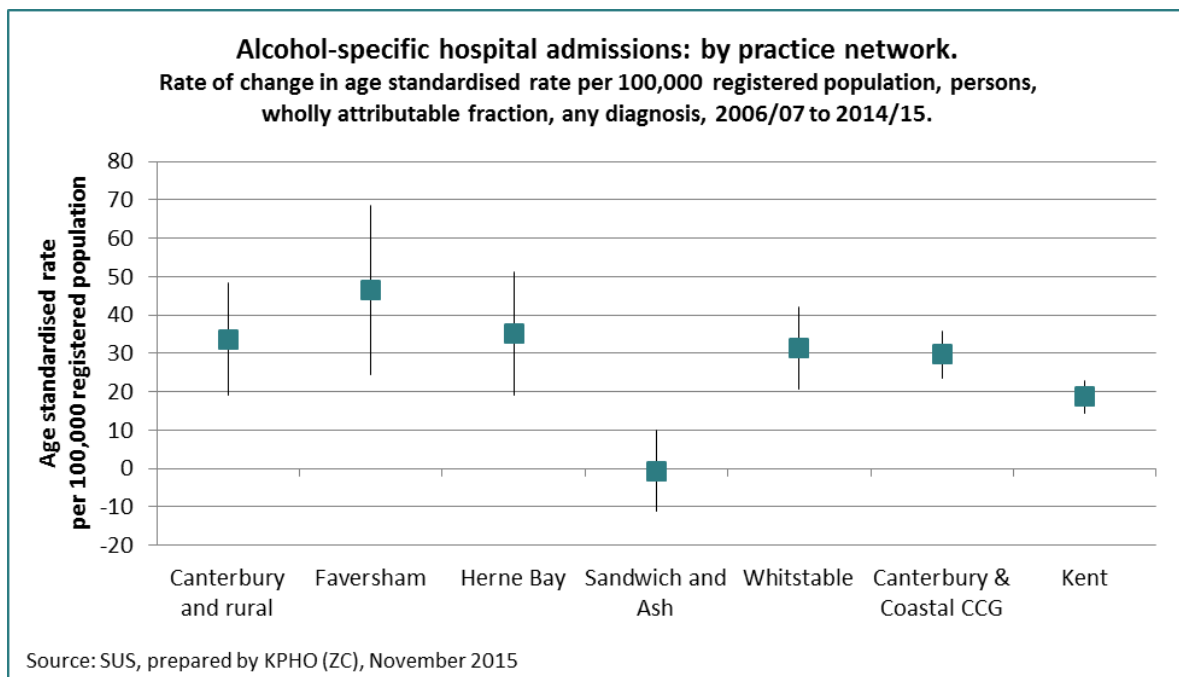 Alcohol-specific hospital admissions: by practice network.
Rate of change in age standardised rate per 100,000 registered population, persons,
wholly attributable fraction, any diagnosis, 2006/07 to 2014/15.
Age standardised rate
per 100,000 registered population
80
70
60
50
40
30
20
10
0
-10
-20
Canterbury
and rural
Faversham
Herne Bay
Sandwich and
Ash
Whitstable
Canterbury &
Coastal CCG
Kent
Source: SUS, prepared by KPHO (ZC), November 2015